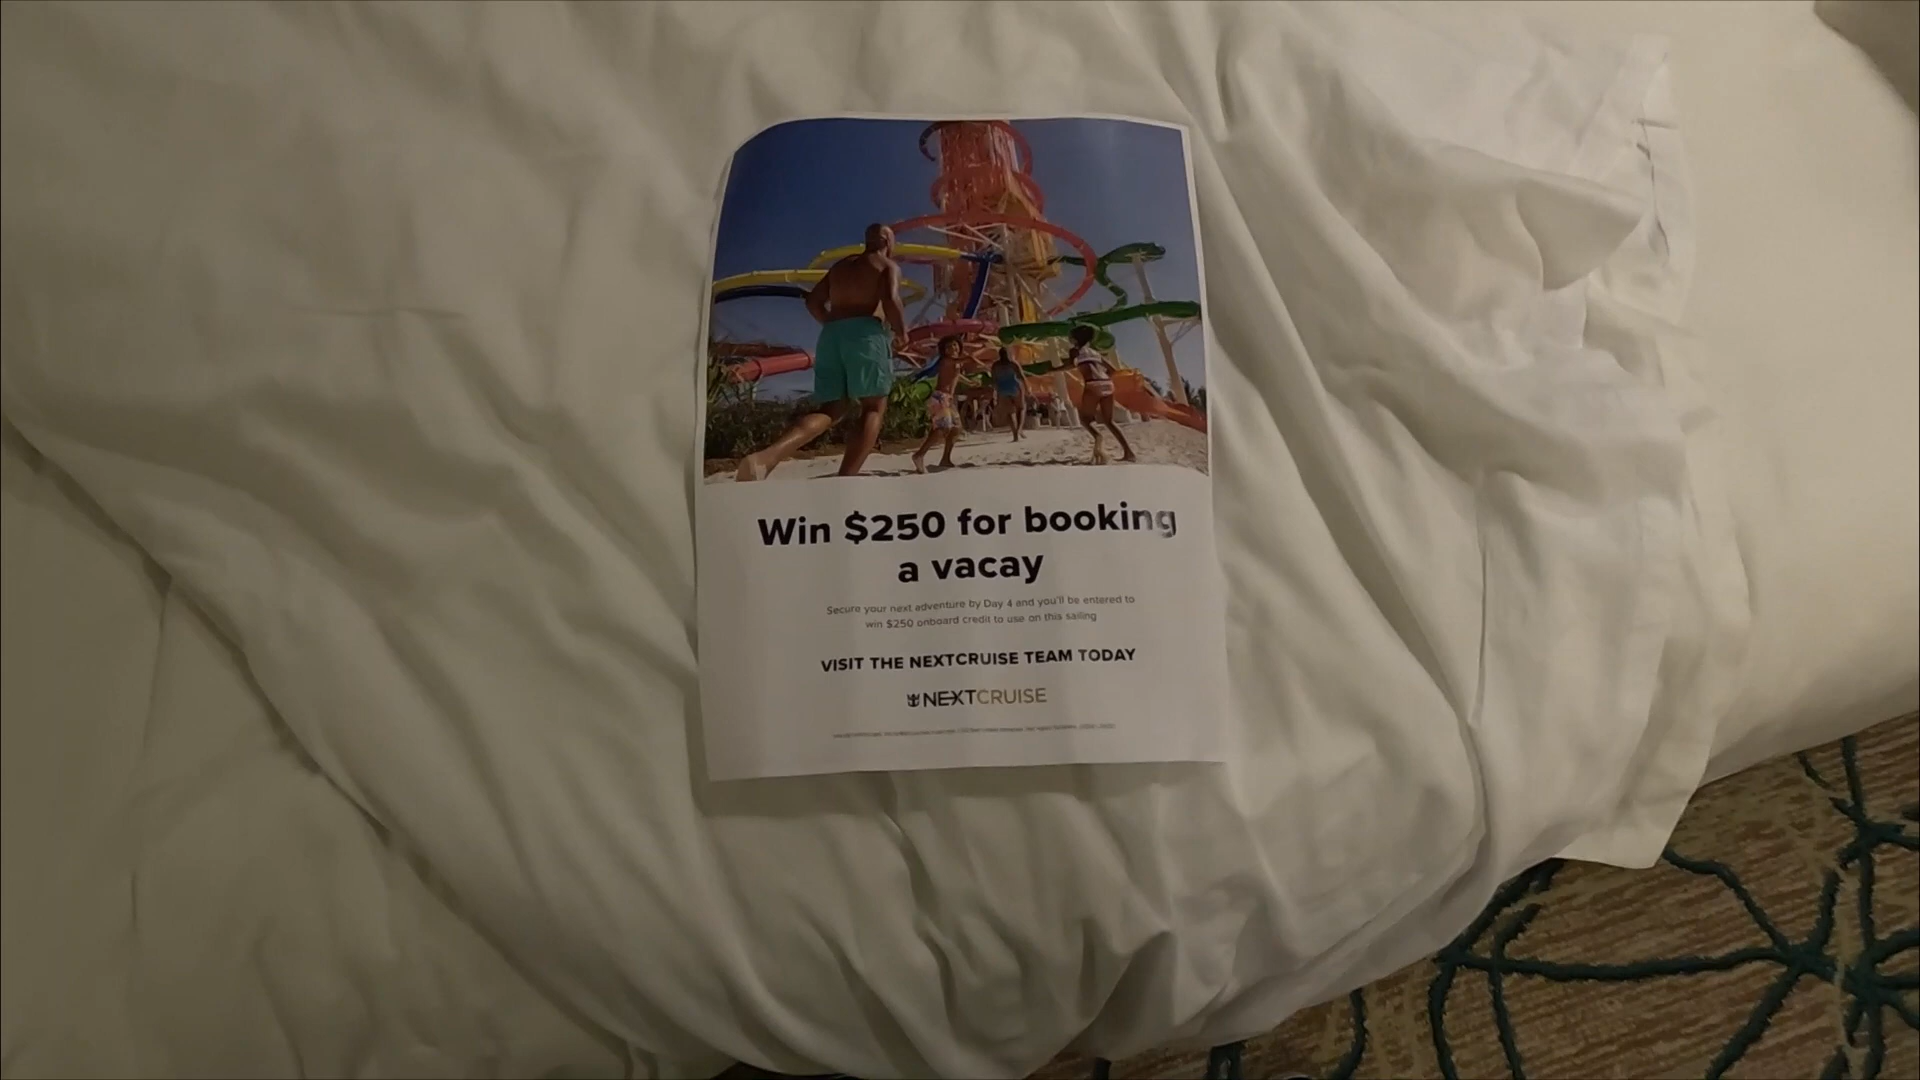 Win $250 for booking
a vacay
Secure your next adventure by Day 4 and you'll be entered to
win $250 onboard credit to use on this sailing
VISIT THE NEXTCRUISE TEAM TODAY
NEXTCRUISE